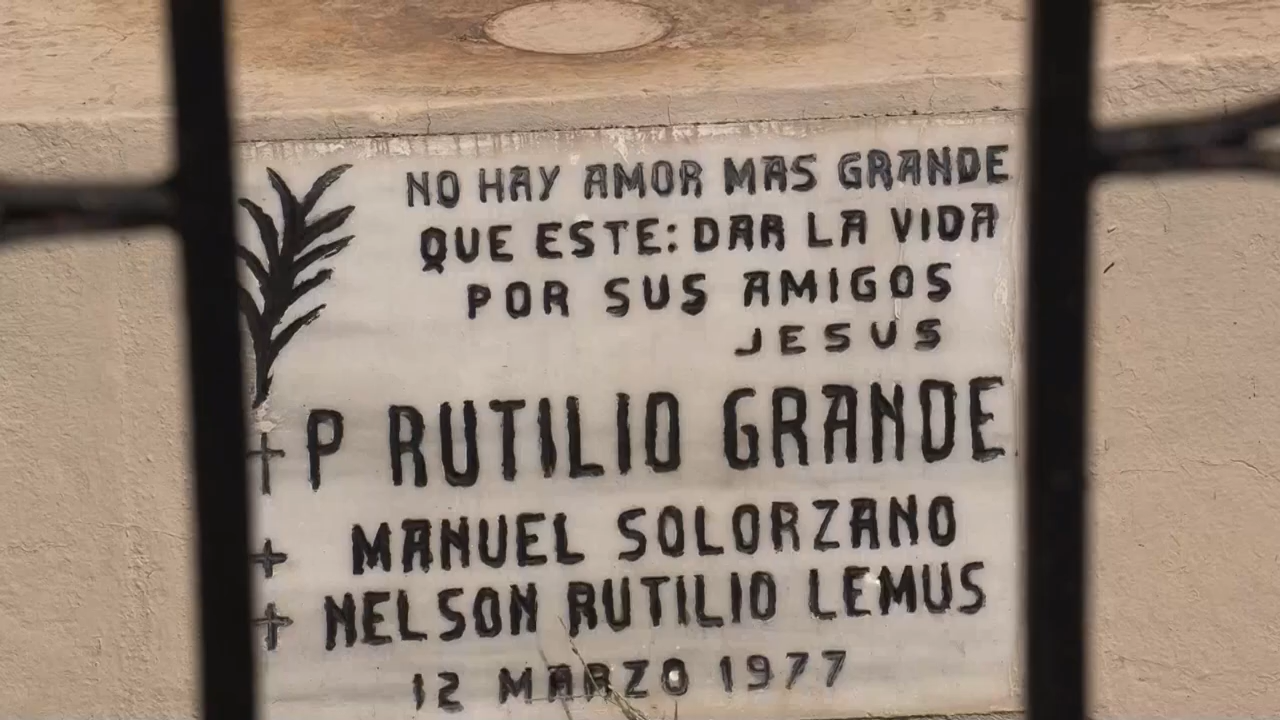 NO HAY AMOR MAS GRANDE
QUE ESTE: DAR LA VIDA
POR SUS AMIGOS
JESUS
+ P RUTILIO GRANDE
+ MANUEL SOLORZANO
+ NELSON RUTILIO LEMUS
12 MARZO 1977